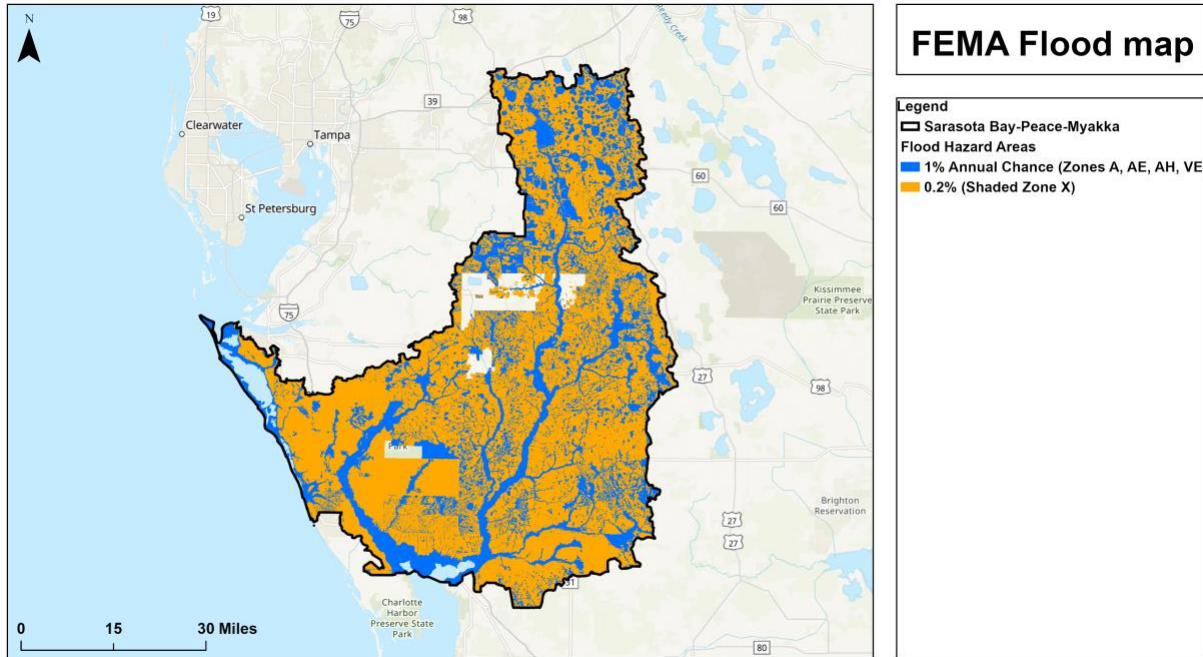 FEMA Flood map
Legend
Sarasota Bay-Peace-Myakka
Flood Hazard Areas
1% Annual Chance (Zones A, AE, AH, VE
0.2% (Shaded Zone X)
N
19
75
98
39
Clearwater
Tampa
60
60
St Petersburg
75
Kissimmee
Prairie Preserve
State Park
27
98
Park
Brighton
Reservation
27
27
31
Charlotte
Harbor
Preserve State
Park
80
0 15 30 Miles